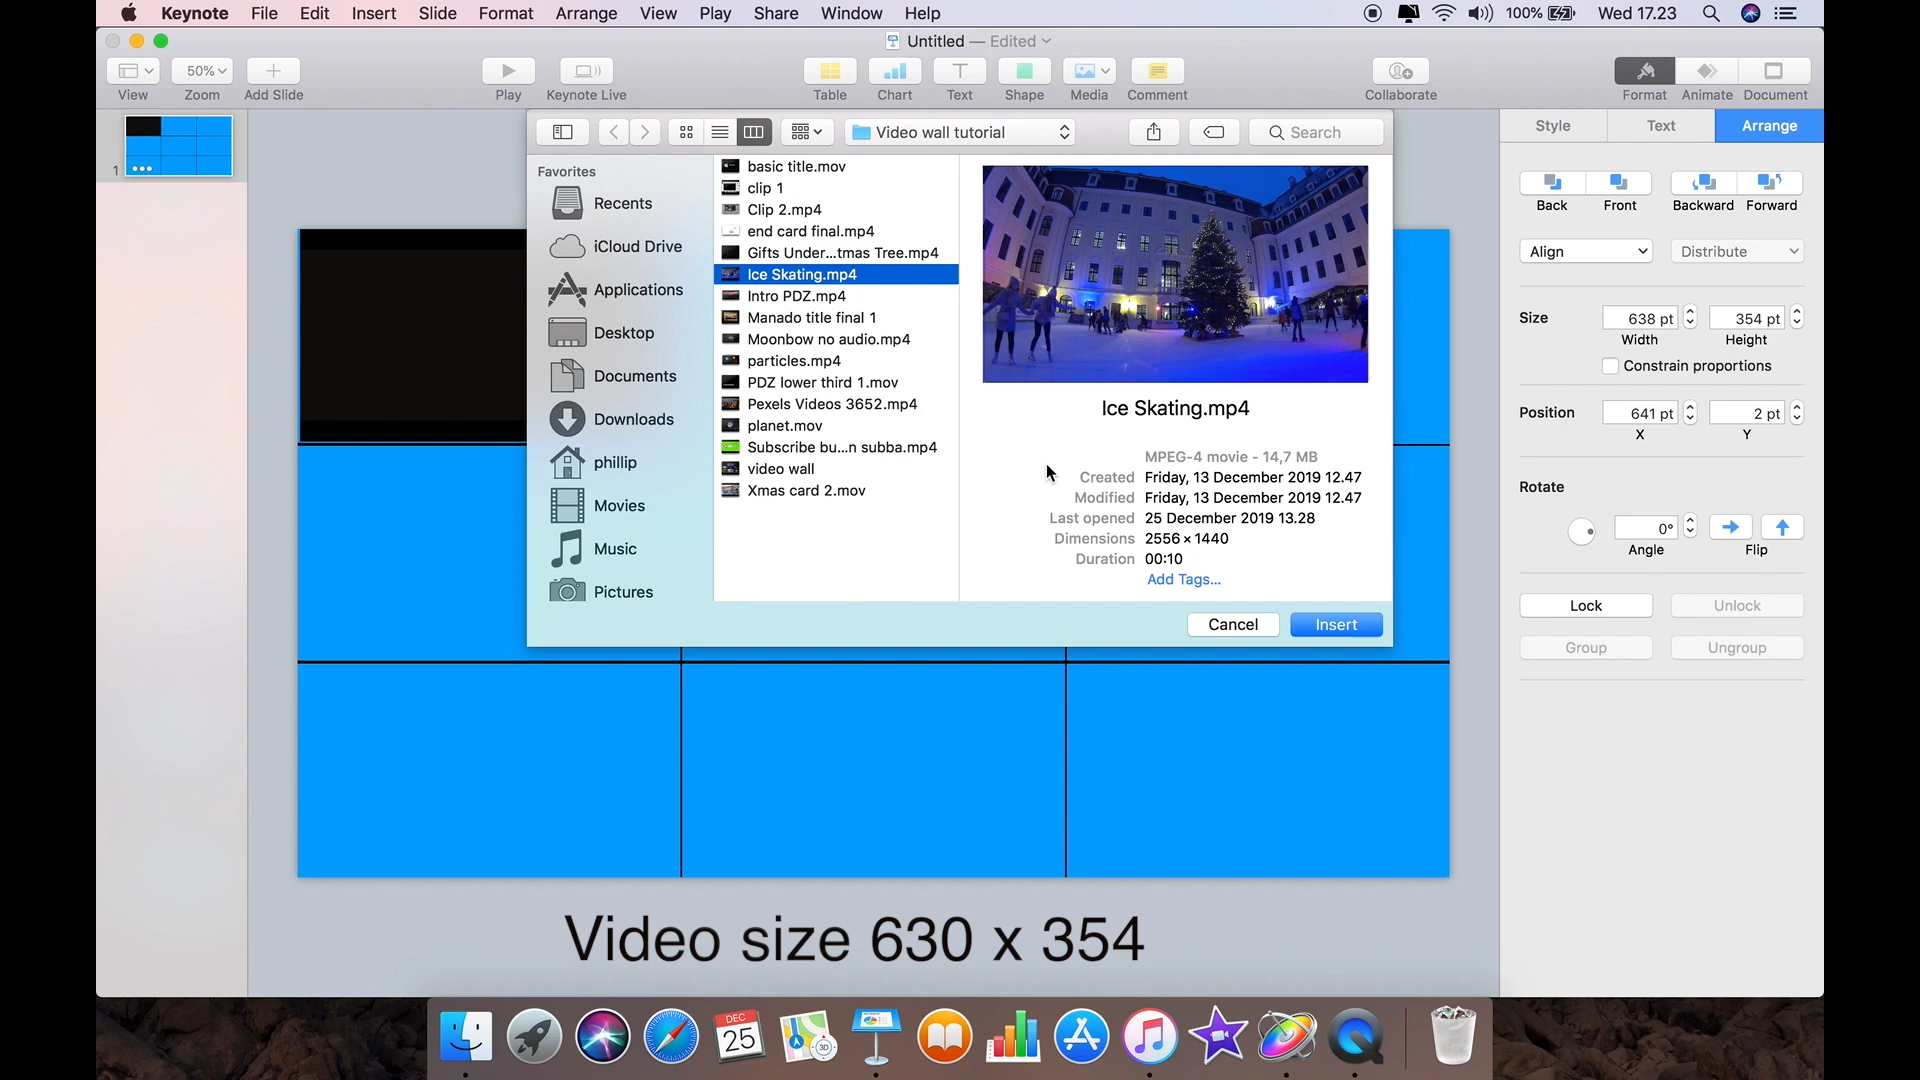 Keynote File Edit Insert Slide Format Arrange View Play Share Window Help 100% Wed 17.23
Untitled — Edited
50%
View Zoom Add Slide Play Keynote Live Table Chart Text Shape Media Comment Collaborate Format Animate Document
Video wall tutorial
Search
Style Text Arrange
1
Favorites
Recents
iCloud Drive
Applications
Desktop
Documents
Downloads
phillip
Movies
Music
Pictures
basic title.mov
clip 1
Clip 2.mp4
end card final.mp4
Gifts Under...tmas Tree.mp4
Ice Skating.mp4
Intro PDZ.mp4
Manado title final 1
Moonbow no audio.mp4
particles.mp4
PDZ lower third 1.mov
Pexels Videos 3652.mp4
planet.mov
Subscribe bu...n subba.mp4
video wall
Xmas card 2.mov
Ice Skating.mp4
MPEG-4 movie - 14,7 MB
Created Friday, 13 December 2019 12.47
Modified Friday, 13 December 2019 12.47
Last opened 25 December 2019 13.28
Dimensions 2556 × 1440
Duration 00:10
Add Tags...
Cancel Insert
Back Front Backward Forward
Align Distribute
Size 638 pt 354 pt
Width Height
Constrain proportions
Position 641 pt 2 pt
X Y
Rotate
0°
Angle Flip
Lock Unlock
Group Ungroup
Video size 630 x 354
DEC
25
3D